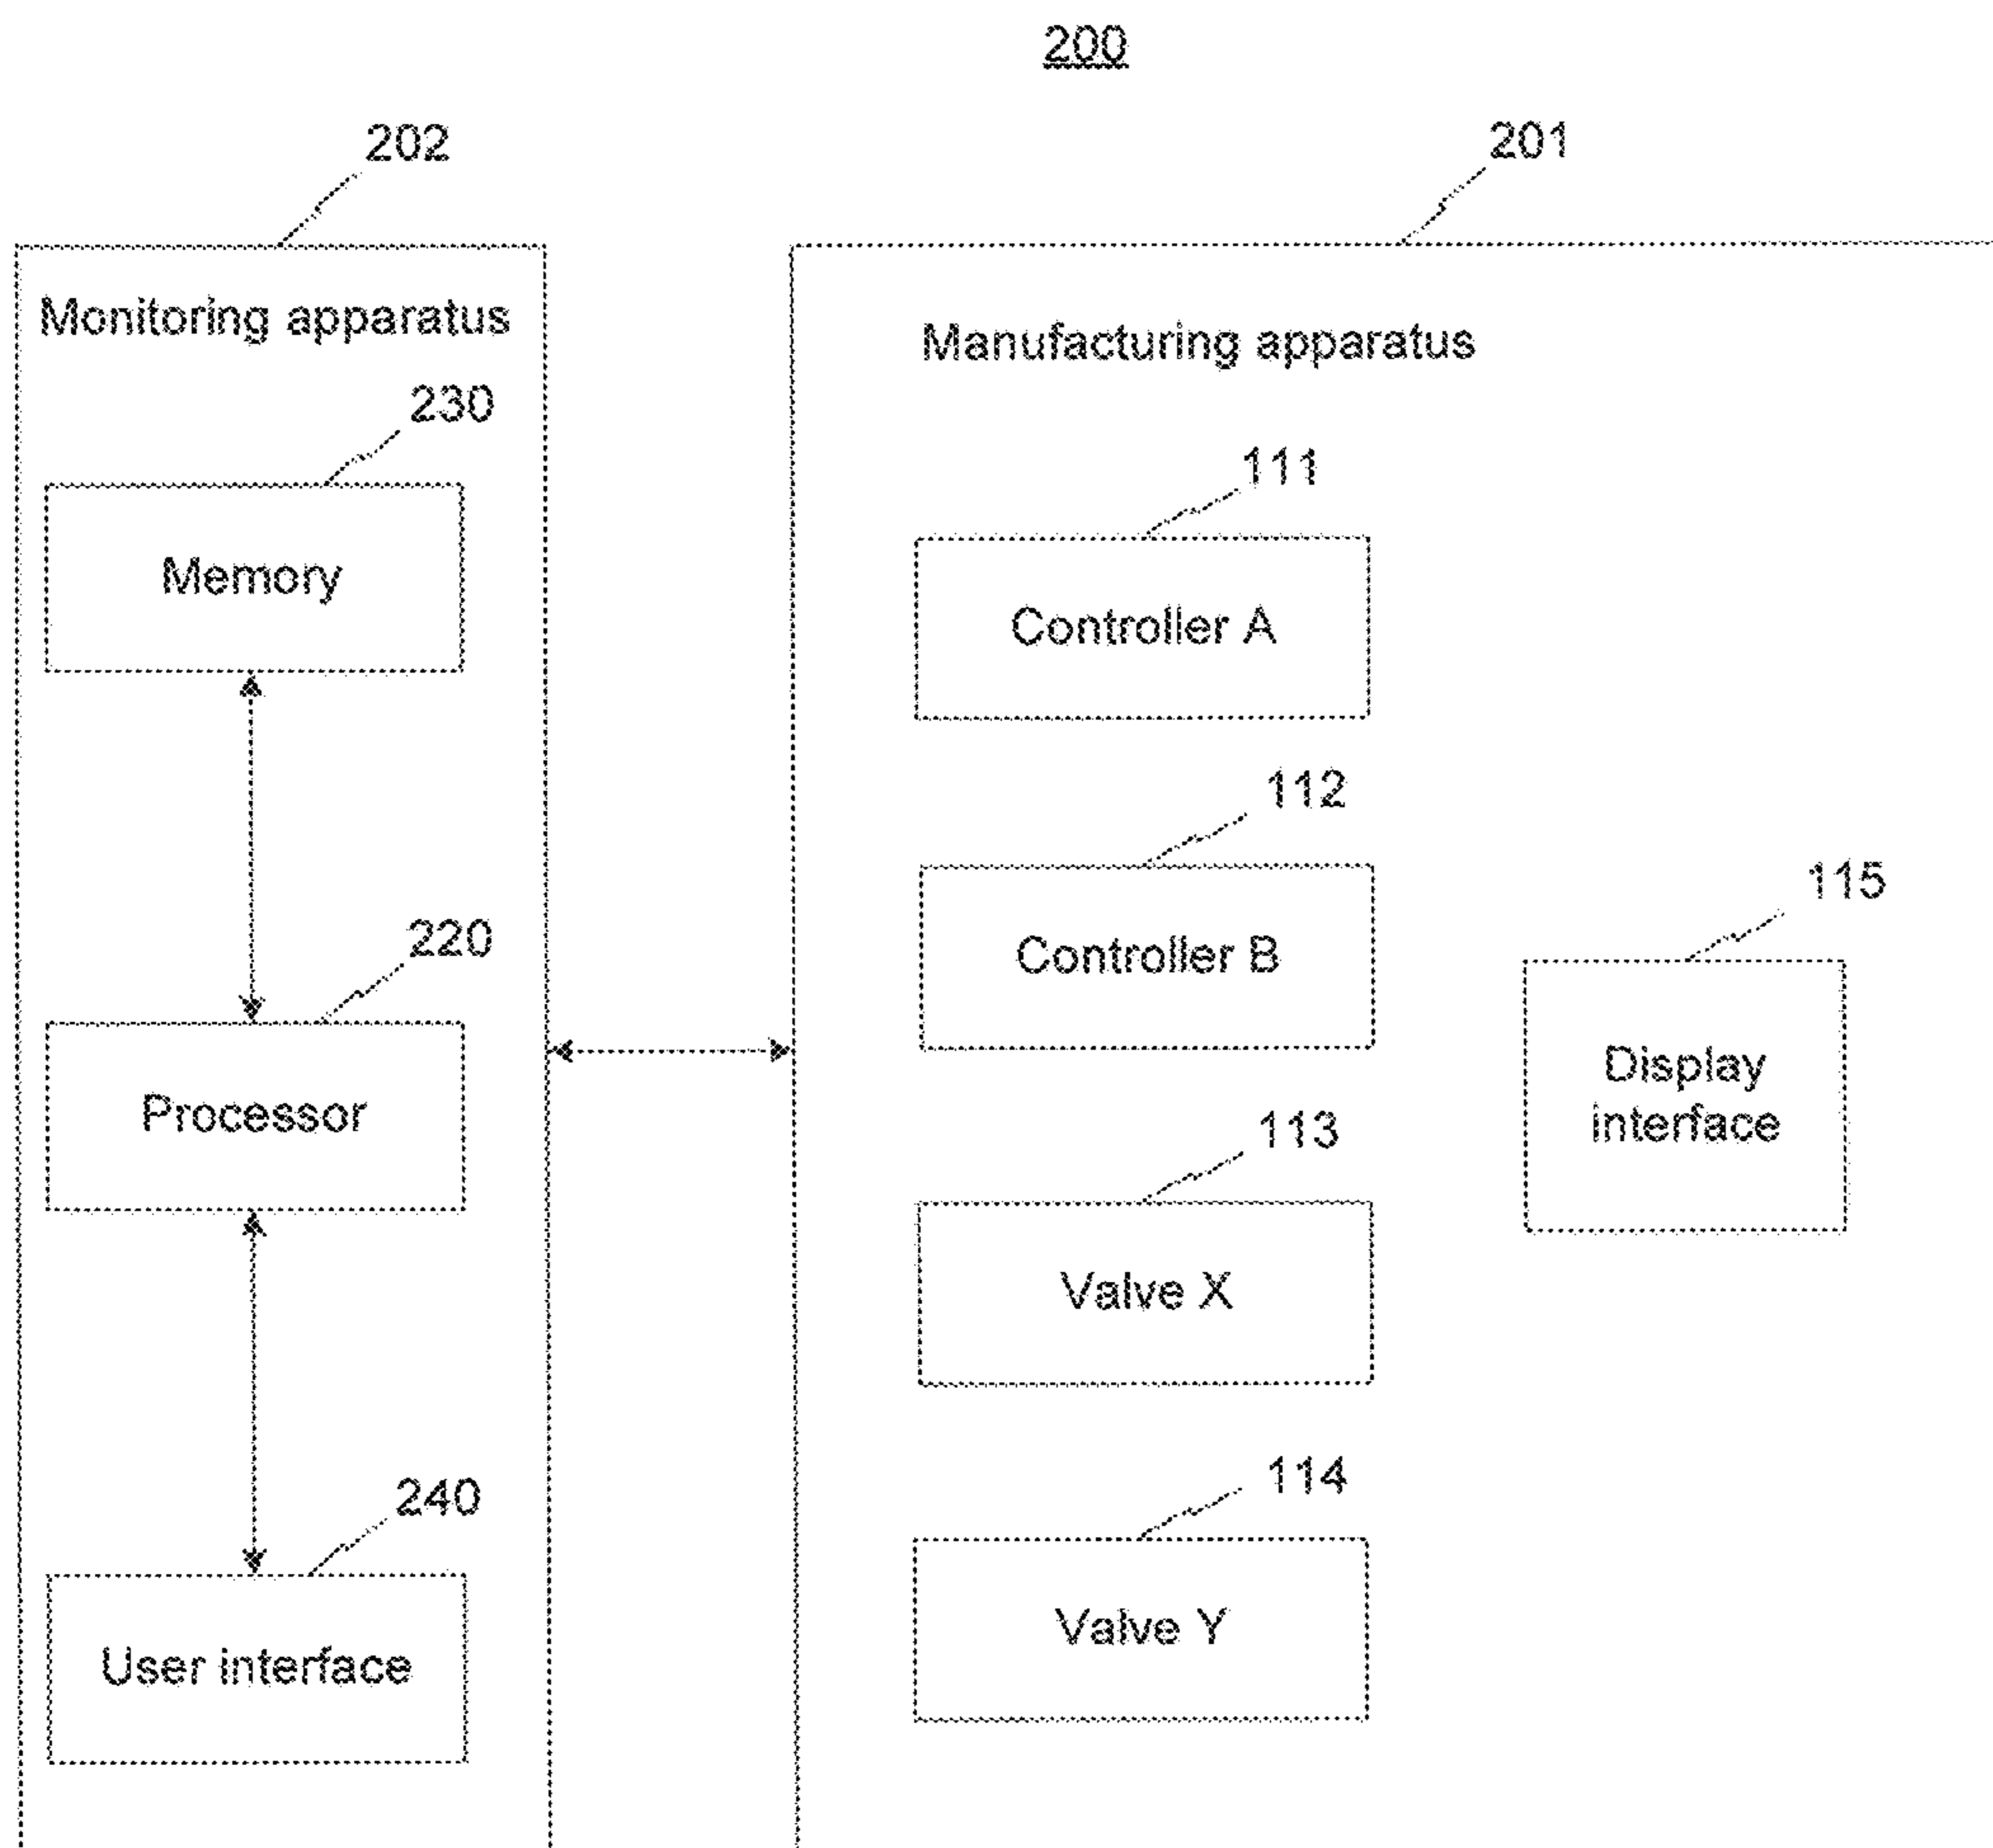 200
202
201
Monitoring apparatus
Manufacturing apparatus
230
Memory
111
Controller A
112
Controller B
115
Display
interface
220
Processor
113
Valve X
240
User interface
114
Valve Y